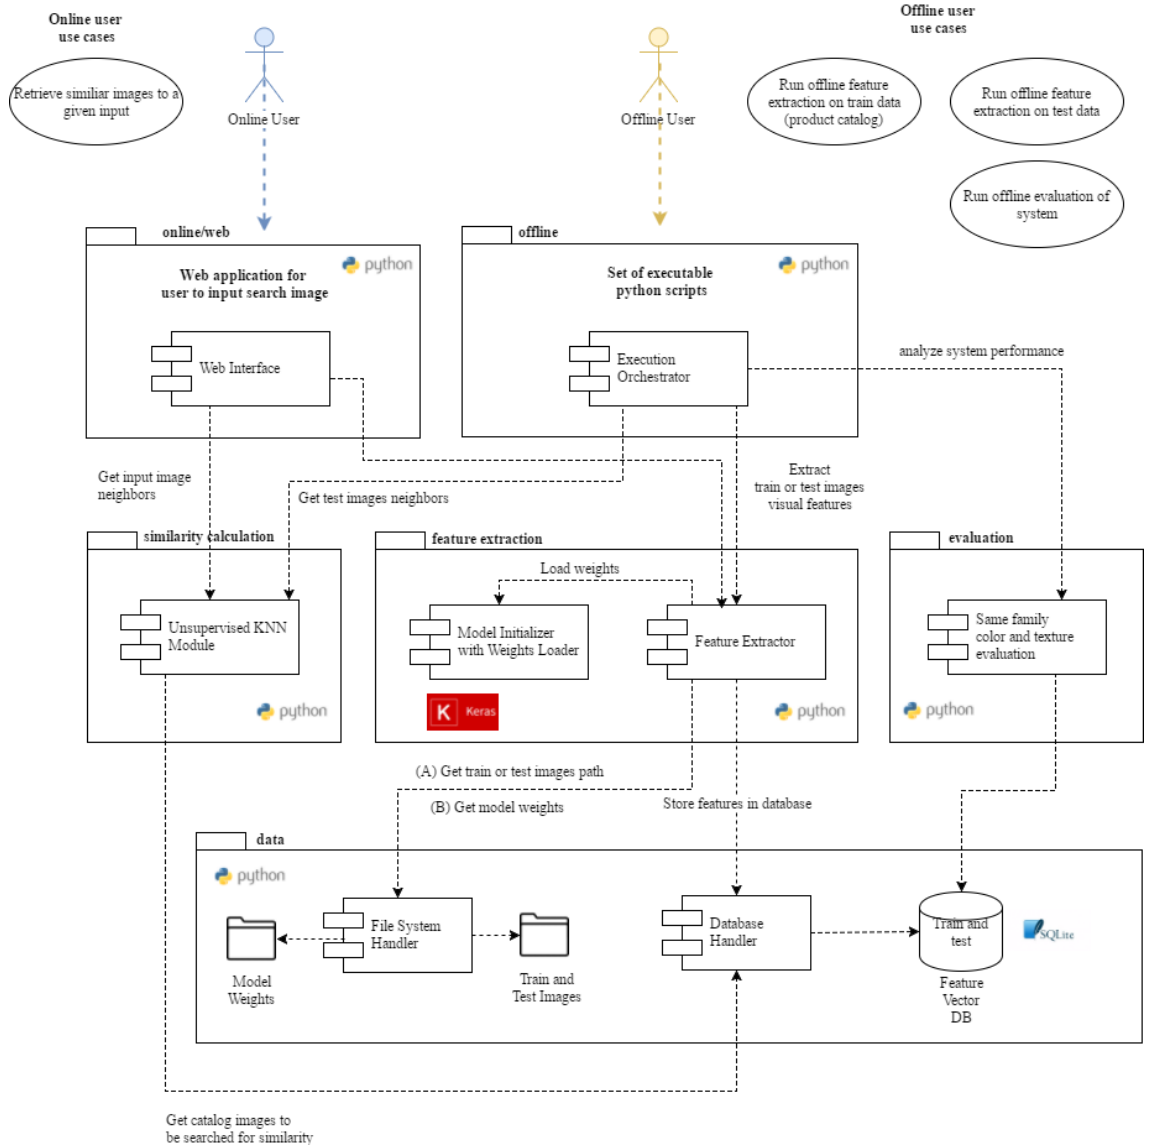 Online user
use cases
Retrieve similiar images to a
given input
Online User
Offline User
Offline user
use cases
Run offline feature
extraction on train data
(product catalog)
Run offline feature
extraction on test data
Run offline evaluation of
system
online/web
Web application for
user to input search image
python
Web Interface
offline
Set of executable
python scripts
python
Execution
Orchestrator
analyze system performance
Get input image
neighbors
Get test images neighbors
Extract
train or test images
visual features
similarity calculation
Unsupervised KNN
Module
python
feature extraction
Load weights
Model Initializer
with Weights Loader
Feature Extractor
K Keras
python
evaluation
Same family
color and texture
evaluation
python
(A) Get train or test images path
(B) Get model weights
Store features in database
data
python
File System
Handler
Model
Weights
Train and
Test Images
Database
Handler
Train and
test
Feature
Vector
DB
SQLite
Get catalog images to
be searched for similarity